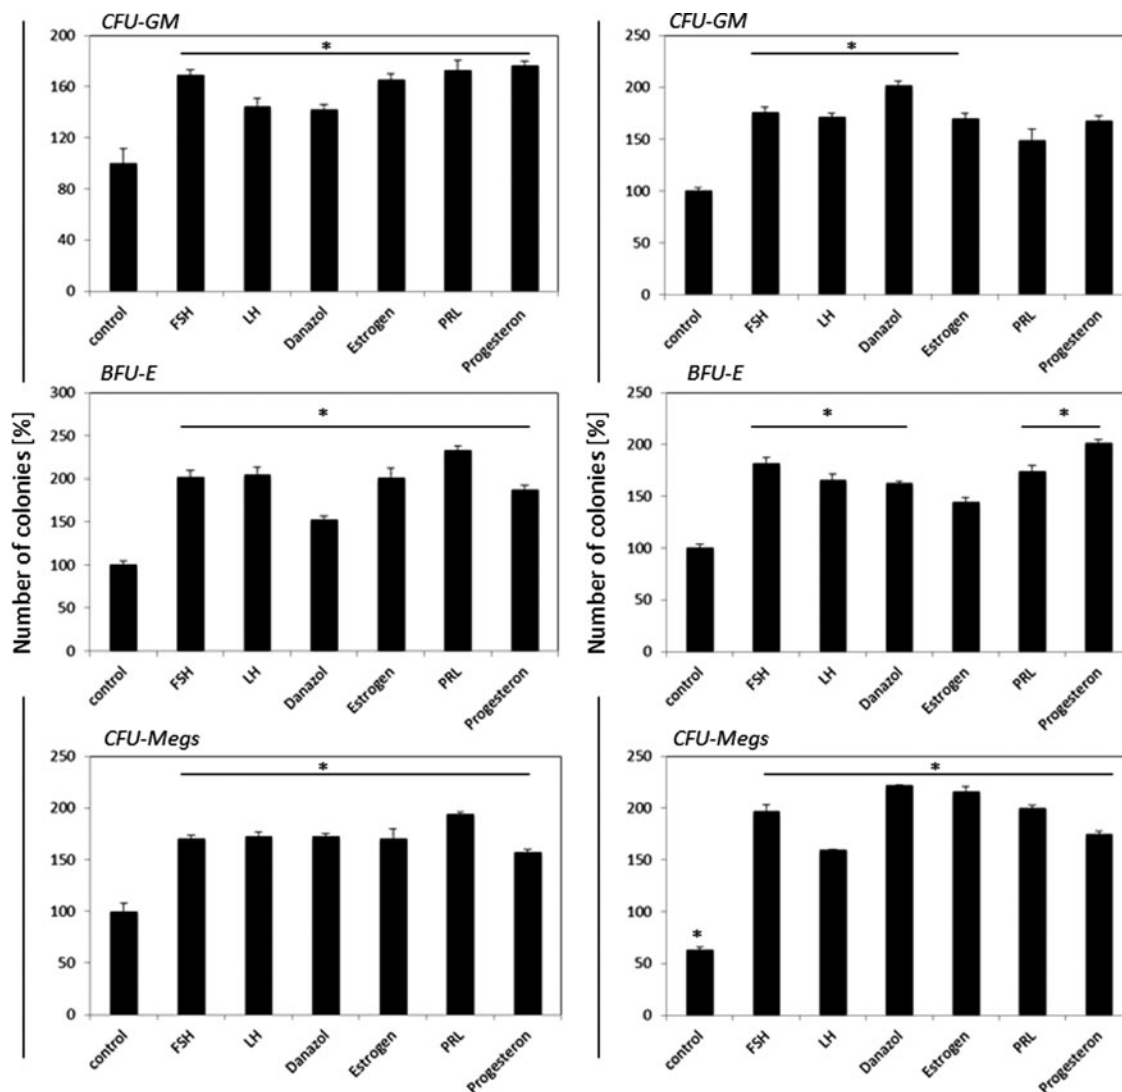 CFU-GM
200
160
120
80
40
0
*
control
FSH
LH
Danazol
Estrogen
PRL
Progesteron
CFU-GM
250
200
150
100
50
0
*
control
FSH
LH
Danazol
Estrogen
PRL
Progesteron
Number of colonies [%]
BFU-E
300
250
200
150
100
50
0
*
control
FSH
LH
Danazol
Estrogen
PRL
Progesteron
Number of colonies [%]
BFU-E
250
200
150
100
50
0
*
*
control
FSH
LH
Danazol
Estrogen
PRL
Progesteron
CFU-Megs
250
200
150
100
50
0
*
control
FSH
LH
Danazol
Estrogen
PRL
Progesteron
CFU-Megs
250
200
150
100
50
0
*
*
control
FSH
LH
Danazol
Estrogen
PRL
Progesteron